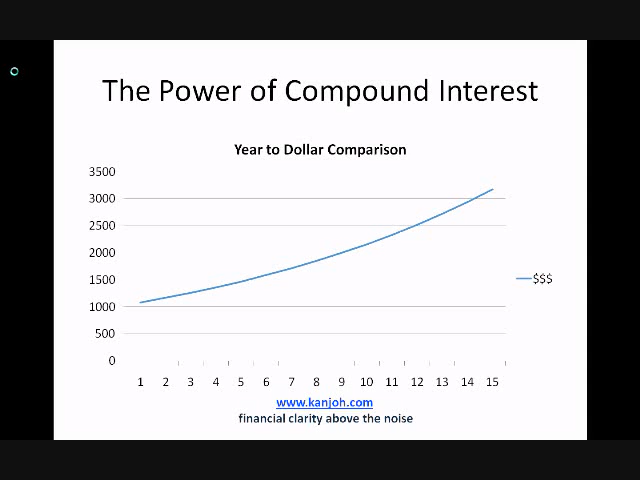 The Power of Compound Interest
Year to Dollar Comparison
3500
3000
2500
2000
1500
1000
500
0
$$$
1 2 3 4 5 6 7 8 9 10 11 12 13 14 15
www.kanjoh.com
financial clarity above the noise